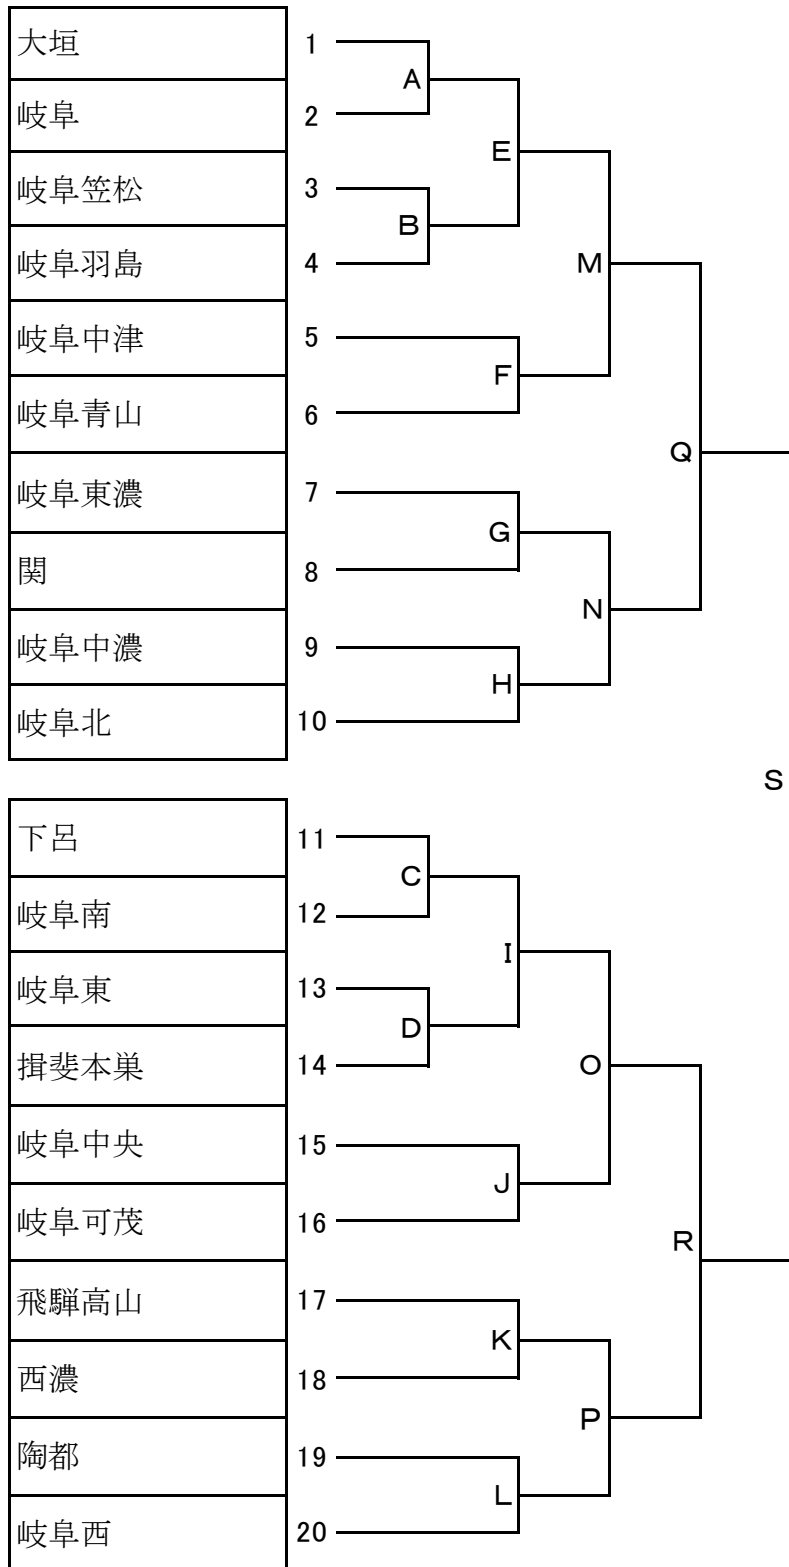 大垣 1
A
岐阜 2
E
岐阜笠松 3
B
岐阜羽島 4
M
岐阜中津 5
F
岐阜青山 6
Q
岐阜東濃 7
G
関 8
N
岐阜中濃 9
H
岐阜北 10
S
下呂 11
C
岐阜南 12
I
岐阜東 13
D
揖斐本巣 14
O
岐阜中央 15
J
岐阜可茂 16
R
飛騨高山 17
K
西濃 18
P
陶都 19
L
岐阜西 20